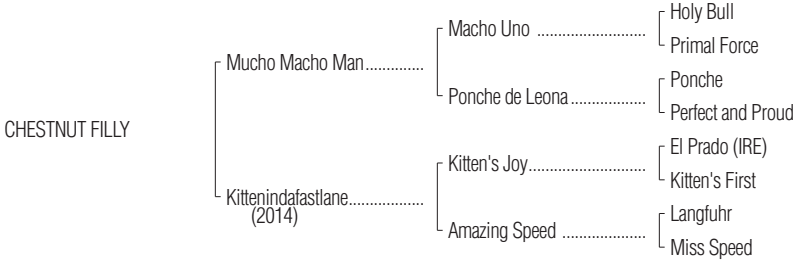 Holy Bull
Macho Uno ..........................
Primal Force
Mucho Macho Man..............
Ponche
Ponche de Leona...................
Perfect and Proud
CHESTNUT FILLY
El Prado (IRE)
Kitten's Joy............................
Kitten's First
Kittenindafastlane..................
(2014)
Langfuhr
Amazing Speed ....................
Miss Speed